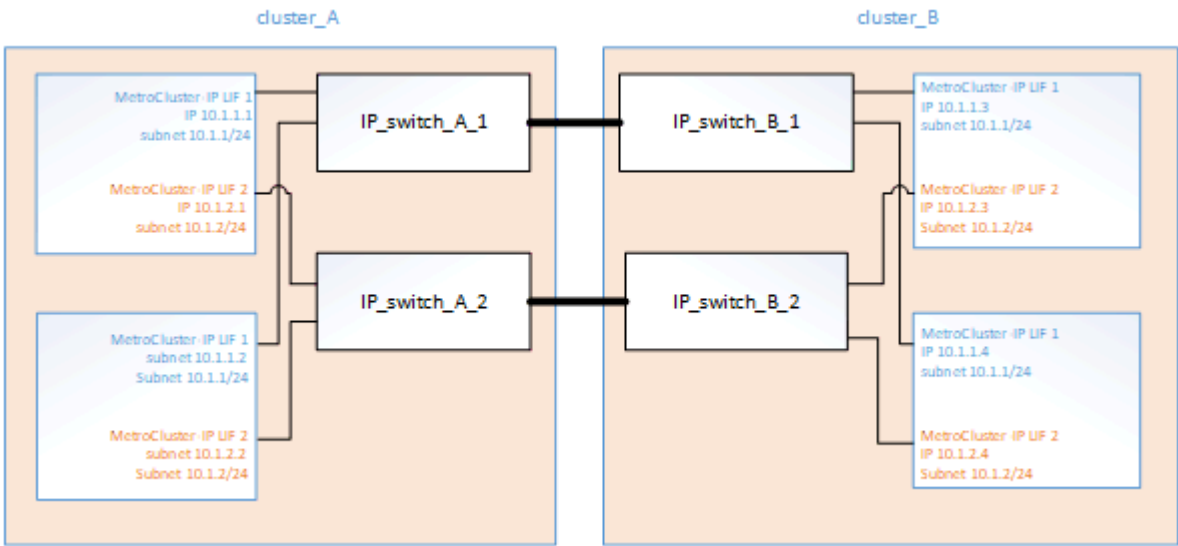 cluster_A
MetroCluster-IP LIF 1
IP 10.1.1.1
subnet 10.1.1/24
MetroCluster-IP LIF 2
IP 10.1.2.1
subnet 10.1.2/24
MetroCluster-IP LIF 1
subnet 10.1.1.2
Subnet 10.1.1/24
MetroCluster-IP LIF 2
subnet 10.1.2.2
Subnet 10.1.2/24
IP_switch_A_1
IP_switch_A_2
cluster_B
IP_switch_B_1
IP_switch_B_2
MetroCluster-IP LIF 1
IP 10.1.1.3
subnet 10.1.1/24
MetroCluster-IP LIF 2
IP 10.1.2.3
Subnet 10.1.2/24
MetroCluster-IP LIF 1
IP 10.1.1.4
subnet 10.1.1/24
MetroCluster-IP LIF 2
IP 10.1.2.4
Subnet 10.1.2/24